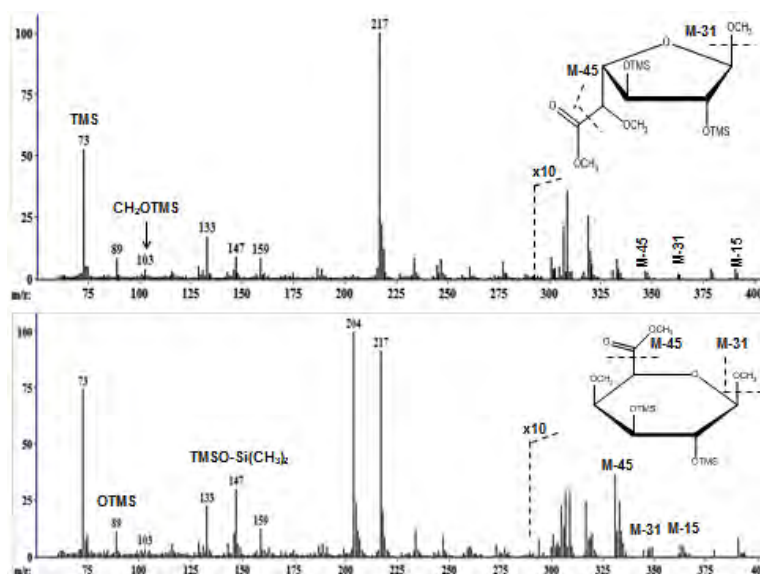 100
217
M-31
OCH₃
O
M-45
OTMS
O
OCH₃
OTMS
OCH₃
75
TMS
73
50
x10
CH₂OTMS
25
133
89
103
147
159
M-45
M-31
M-15
0
m/z:
75
100
125
150
175
200
225
250
275
300
325
350
375
204
100
217
OCH₃
M-45
M-31
O
O
OCH₃
OCH₃
OTMS
OTMS
73
75
x10
50
TMSO-Si(CH₃)₂
M-45
147
OTMS
133
25
89
103
159
M-31
M-15
0
m/z:
75
100
125
150
175
200
225
250
275
300
325
350
375